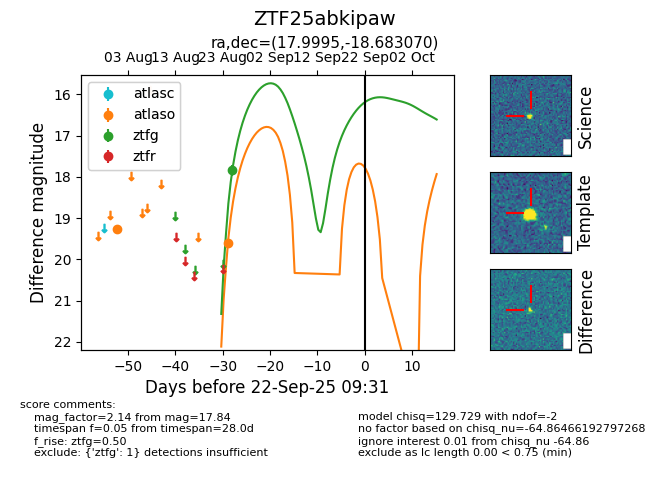 ZTF25abkipaw
ra,dec=(17.9995,-18.683070)
03 Aug 13 Aug 23 Aug 02 Sep 12 Sep 22 Sep 02 Oct
atlasc
atlaso
ztfg
ztfr
16
17
18
19
20
21
22
Difference magnitude
−50 −40 −30 −20 −10 0 10
Days before 22-Sep-25 09:31
Science
Template
Difference
score comments:
mag_factor=2.14 from mag=17.84
timespan f=0.05 from timespan=28.0d
f_rise: ztfg=0.50
exclude: {'ztfg': 1} detections insufficient
model chisq=129.729 with ndof=-2
no factor based on chisq_nu=-64.86466192797268
ignore interest 0.01 from chisq_nu -64.86
exclude as lc length 0.00 < 0.75 (min)